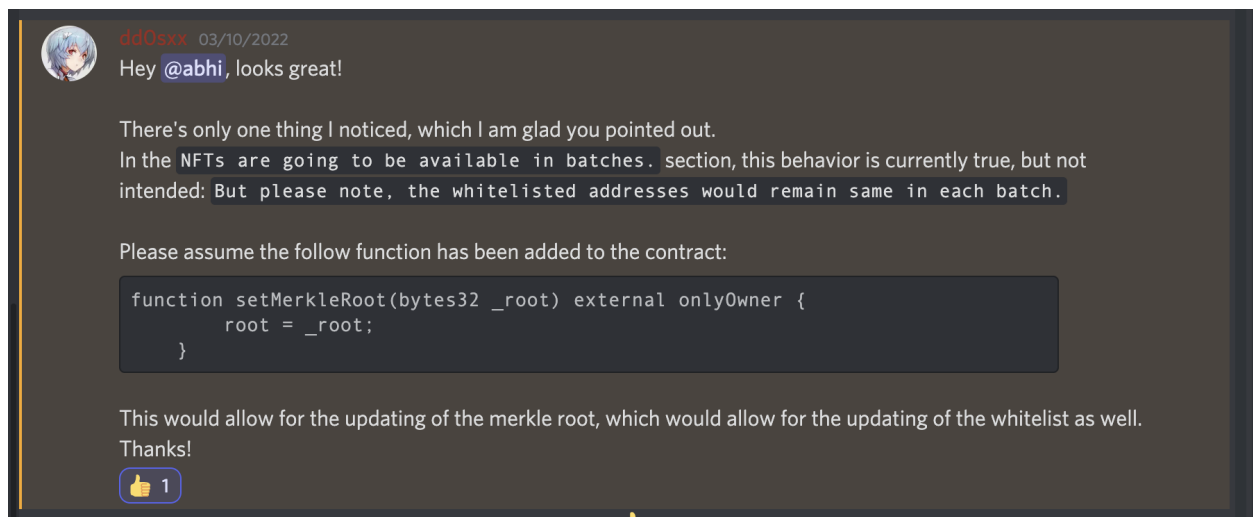 dd0sxx 03/10/2022
Hey @abhi, looks great!
There's only one thing I noticed, which I am glad you pointed out.
In the NFTs are going to be available in batches. section, this behavior is currently true, but not
intended: But please note, the whitelisted addresses would remain same in each batch.
Please assume the follow function has been added to the contract:
function setMerkleRoot(bytes32 _root) external onlyOwner {
root = _root;
}
This would allow for the updating of the merkle root, which would allow for the updating of the whitelist as well.
Thanks!
👍 1